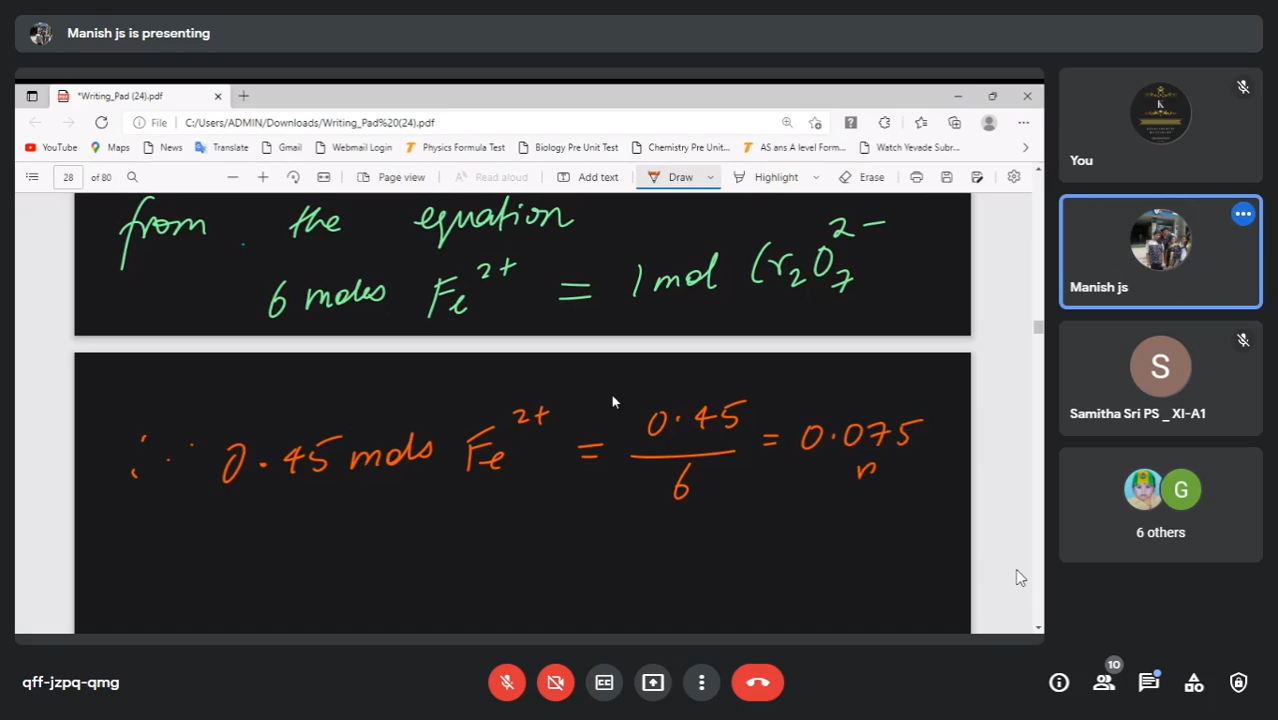 Manish js is presenting
*Writing_Pad (24).pdf
File C:/Users/ADMIN/Downloads/Writing_Pad%20(24).pdf
YouTube Maps News Translate Gmail Webmail Login Physics Formula Test Biology Pre Unit Test Chemistry Pre Unit... AS ans A level Form... Watch Yevade Subr...
28 of 80 Page view Read aloud Add text Draw Highlight Erase
from the equation
6 moles Fe²⁺ = 1 mol Cr₂O₇²⁻
∴ 0.45 mols Fe²⁺ = 0.45/6 = 0.075
n
K
You
Manish js
S
Samitha Sri PS _ XI-A1
G
6 others
qff-jzpq-qmg
CC
10